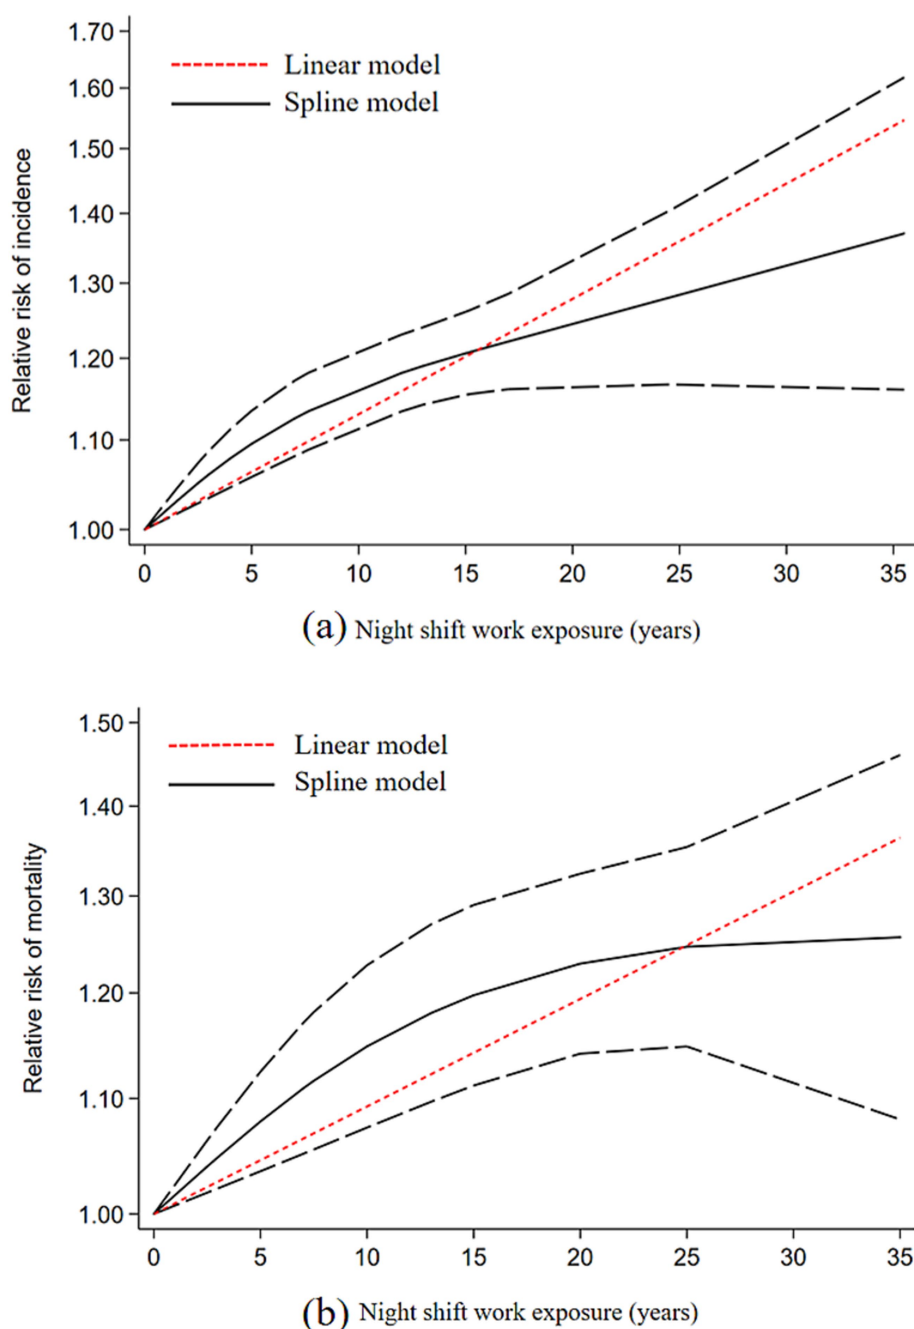 1.70
Linear model
1.60
Spline model
1.50
1.40
1.30
1.20
1.10
1.00
Relative risk of incidence
0 5 10 15 20 25 30 35
(a) Night shift work exposure (years)
1.50
Linear model
Spline model
1.40
1.30
1.20
1.10
1.00
Relative risk of mortality
0 5 10 15 20 25 30 35
(b) Night shift work exposure (years)